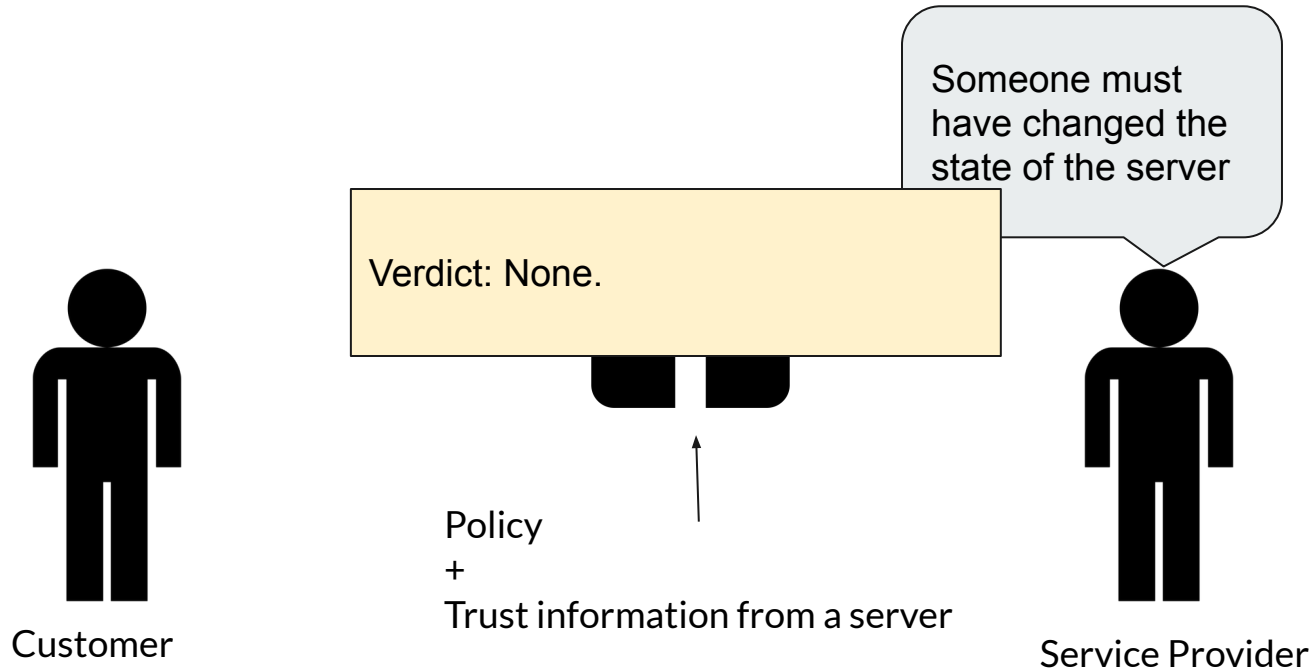 Someone must
have changed the
state of the server
Verdict: None.
Policy
+
Trust information from a server
Customer
Service Provider